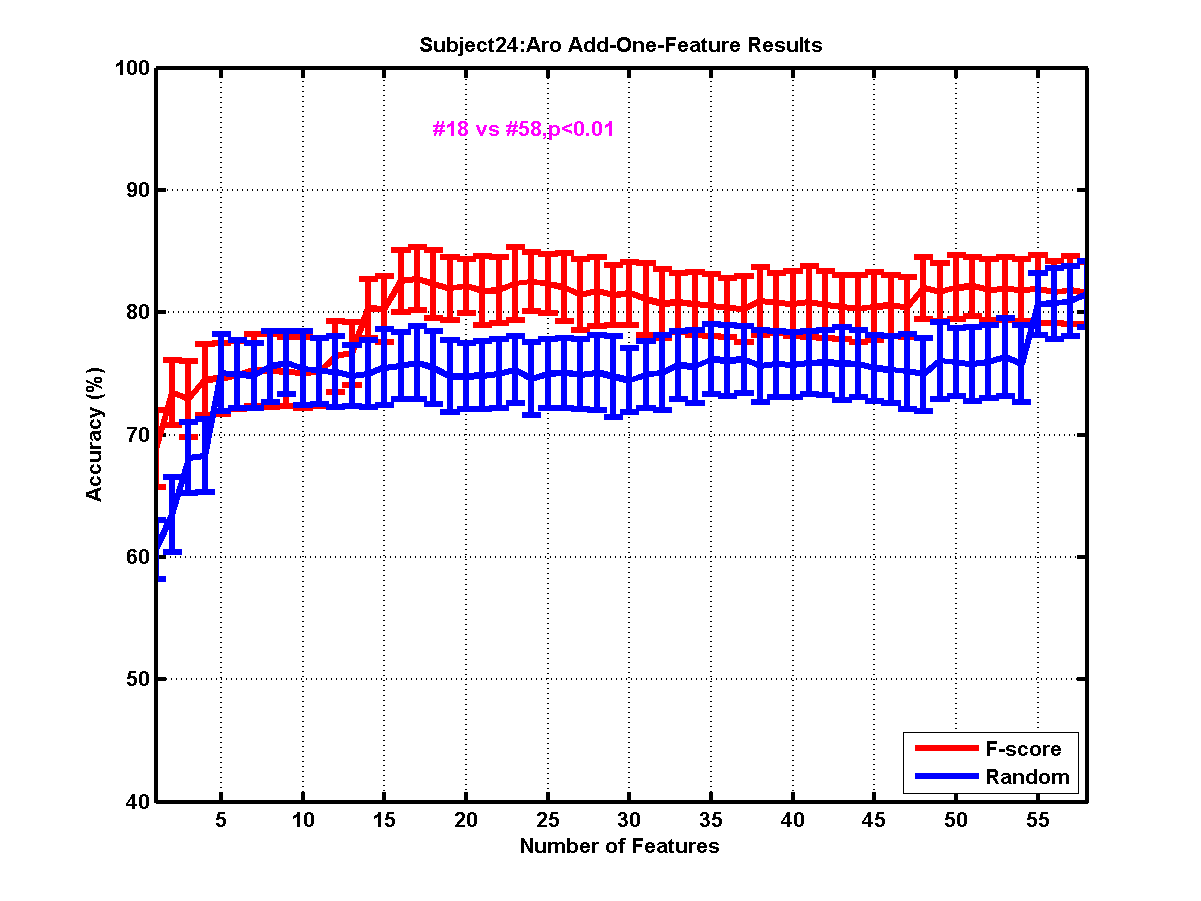 Subject24:Aro Add-One-Feature Results
#18 vs #58,p<0.01
Accuracy (%)
100
90
80
70
60
50
40
5 10 15 20 25 30 35 40 45 50 55
Number of Features
F-score
Random